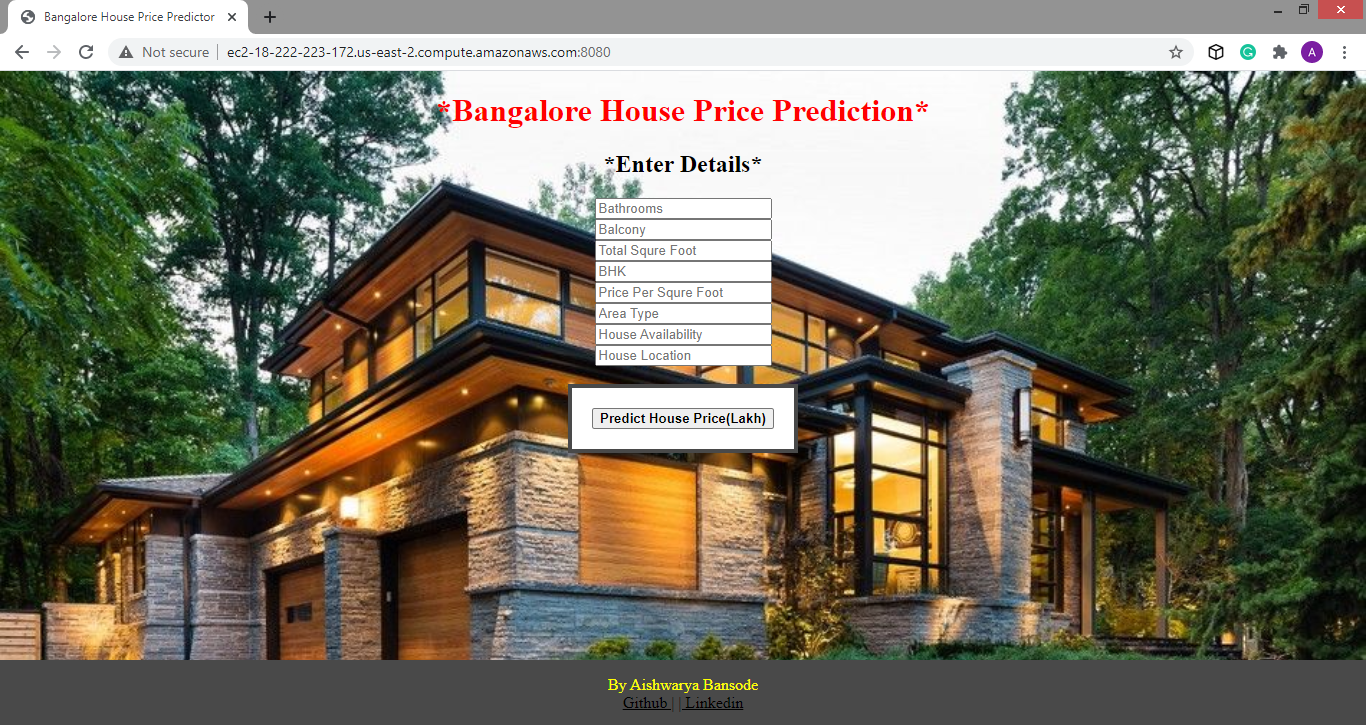 Bangalore House Price Predictor
Not secure | ec2-18-222-223-172.us-east-2.compute.amazonaws.com:8080
A
*Bangalore House Price Prediction*
*Enter Details*
Bathrooms
Balcony
Total Squre Foot
BHK
Price Per Squre Foot
Area Type
House Availability
House Location
Predict House Price(Lakh)
By Aishwarya Bansode
Github | | Linkedin